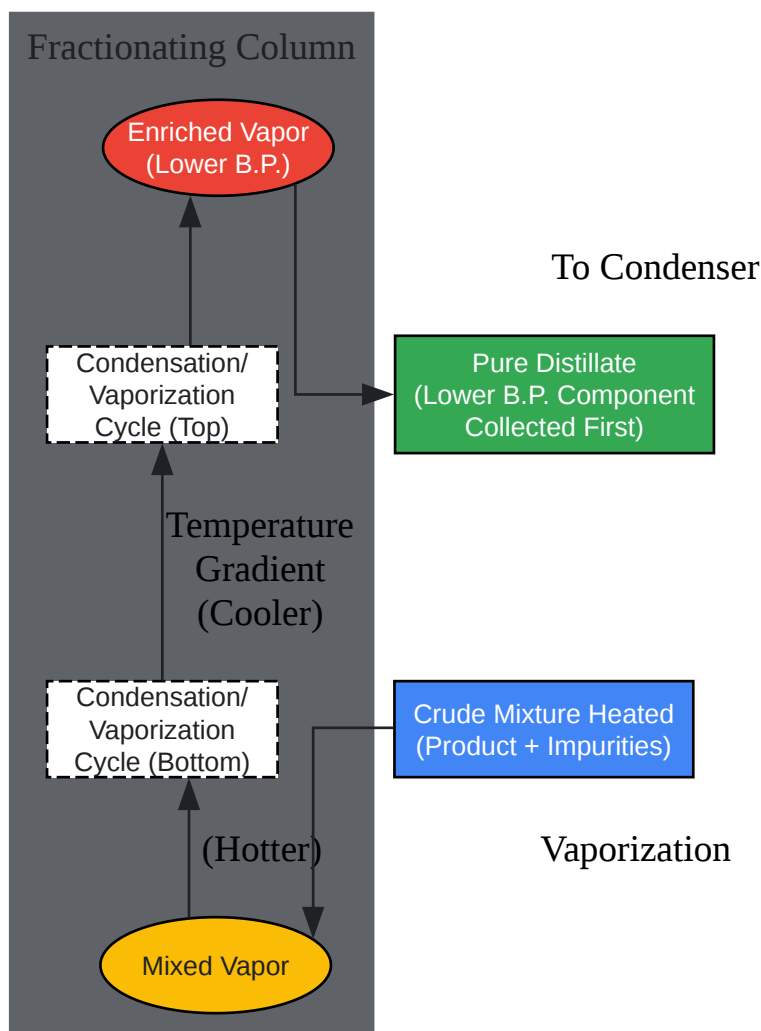 Fractionating Column
Enriched Vapor
(Lower B.P.)
To Condenser
Condensation/
Vaporization
Cycle (Top)
Pure Distillate
(Lower B.P. Component
Collected First)
Temperature
Gradient
(Cooler)
Condensation/
Vaporization
Cycle (Bottom)
Crude Mixture Heated
(Product + Impurities)
(Hotter)
Vaporization
Mixed Vapor